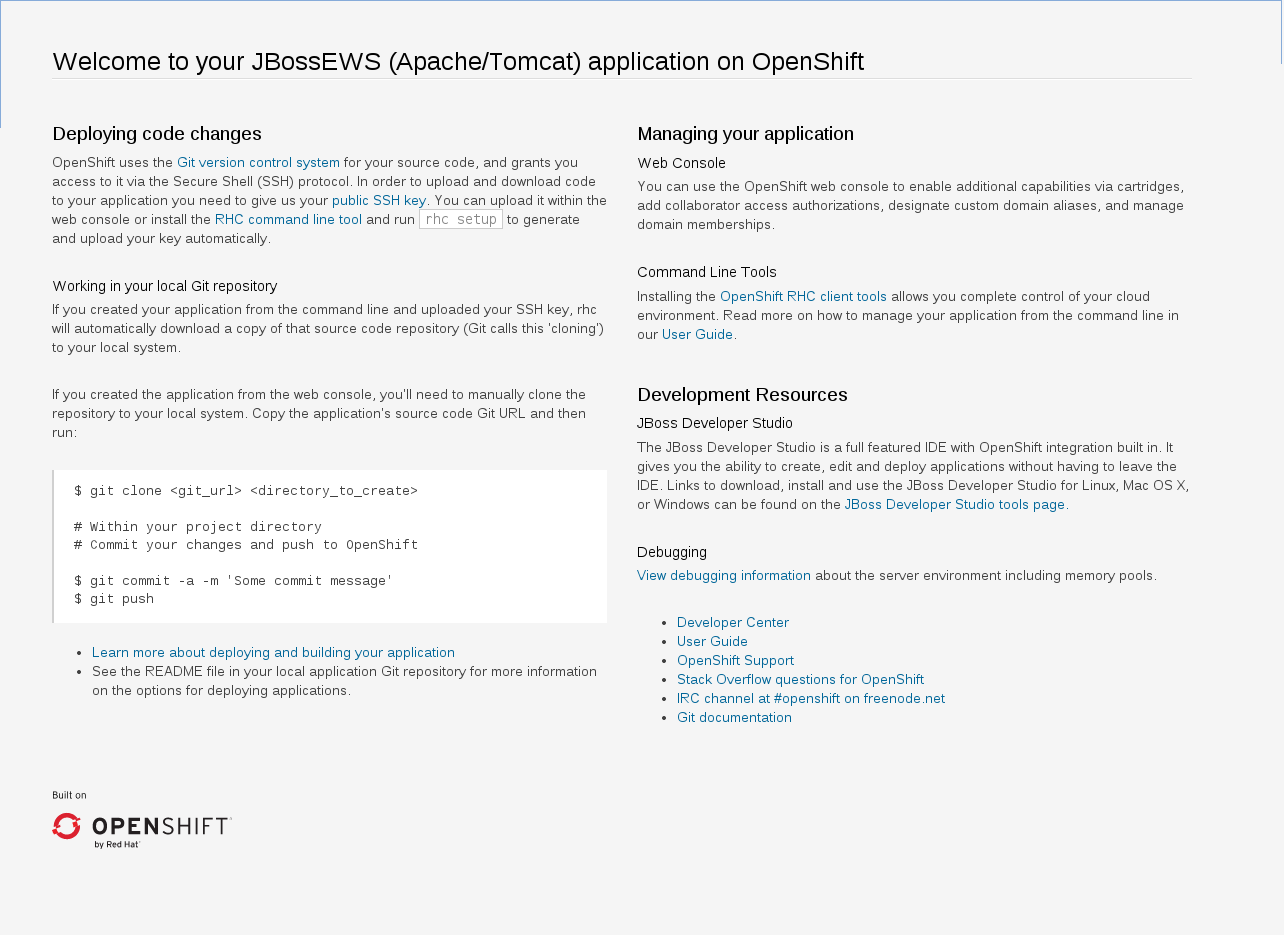 Welcome to your JBossEWS (Apache/Tomcat) application on OpenShift
Deploying code changes
OpenShift uses the Git version control system for your source code, and grants you
access to it via the Secure Shell (SSH) protocol. In order to upload and download code
to your application you need to give us your public SSH key. You can upload it within the
web console or install the RHC command line tool and run rhc setup to generate
and upload your key automatically.
Working in your local Git repository
If you created your application from the command line and uploaded your SSH key, rhc
will automatically download a copy of that source code repository (Git calls this 'cloning')
to your local system.
If you created the application from the web console, you'll need to manually clone the
repository to your local system. Copy the application's source code Git URL and then
run:
$ git clone <git_url> <directory_to_create>
# Within your project directory
# Commit your changes and push to OpenShift
$ git commit -a -m 'Some commit message'
$ git push
• Learn more about deploying and building your application
• See the README file in your local application Git repository for more information
on the options for deploying applications.
Managing your application
Web Console
You can use the OpenShift web console to enable additional capabilities via cartridges,
add collaborator access authorizations, designate custom domain aliases, and manage
domain memberships.
Command Line Tools
Installing the OpenShift RHC client tools allows you complete control of your cloud
environment. Read more on how to manage your application from the command line in
our User Guide.
Development Resources
JBoss Developer Studio
The JBoss Developer Studio is a full featured IDE with OpenShift integration built in. It
gives you the ability to create, edit and deploy applications without having to leave the
IDE. Links to download, install and use the JBoss Developer Studio for Linux, Mac OS X,
or Windows can be found on the JBoss Developer Studio tools page.
Debugging
View debugging information about the server environment including memory pools.
• Developer Center
• User Guide
• OpenShift Support
• Stack Overflow questions for OpenShift
• IRC channel at #openshift on freenode.net
• Git documentation
Built on
OPENSHIFT
by Red Hat